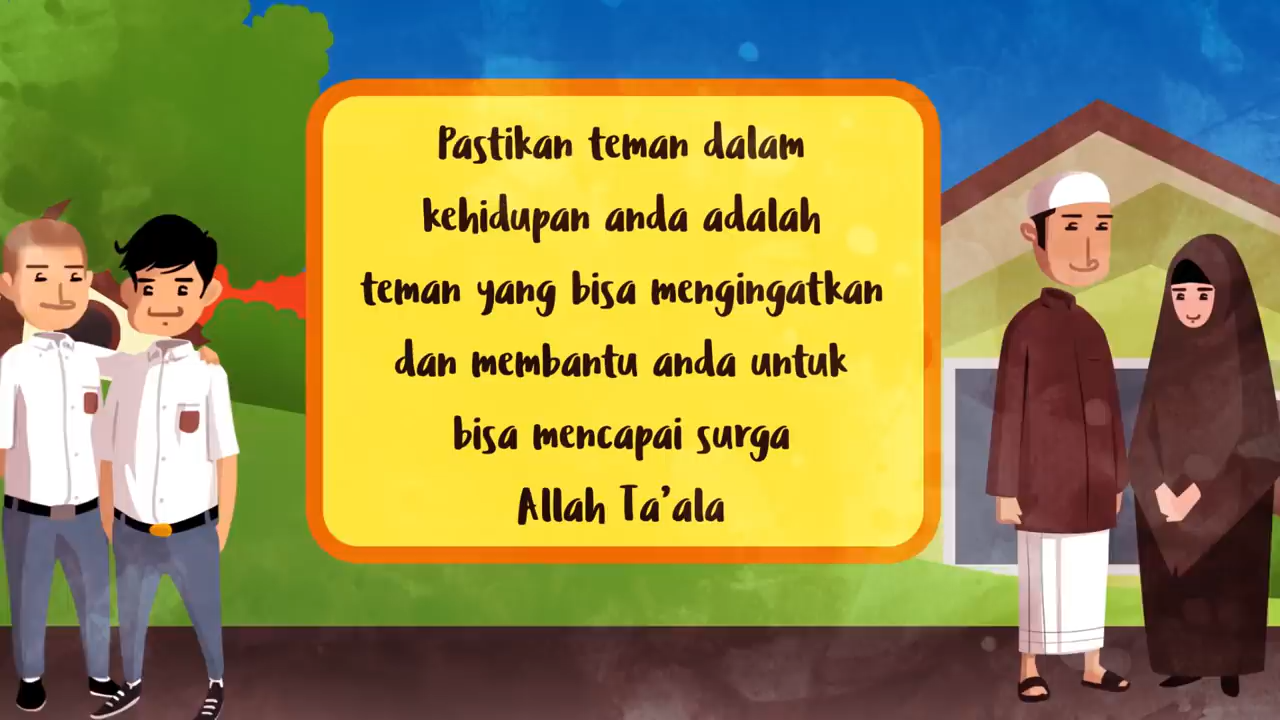 Pastikan teman dalam
kehidupan anda adalah
teman yang bisa mengingatkan
dan membantu anda untuk
bisa mencapai surga
Allah Ta'ala